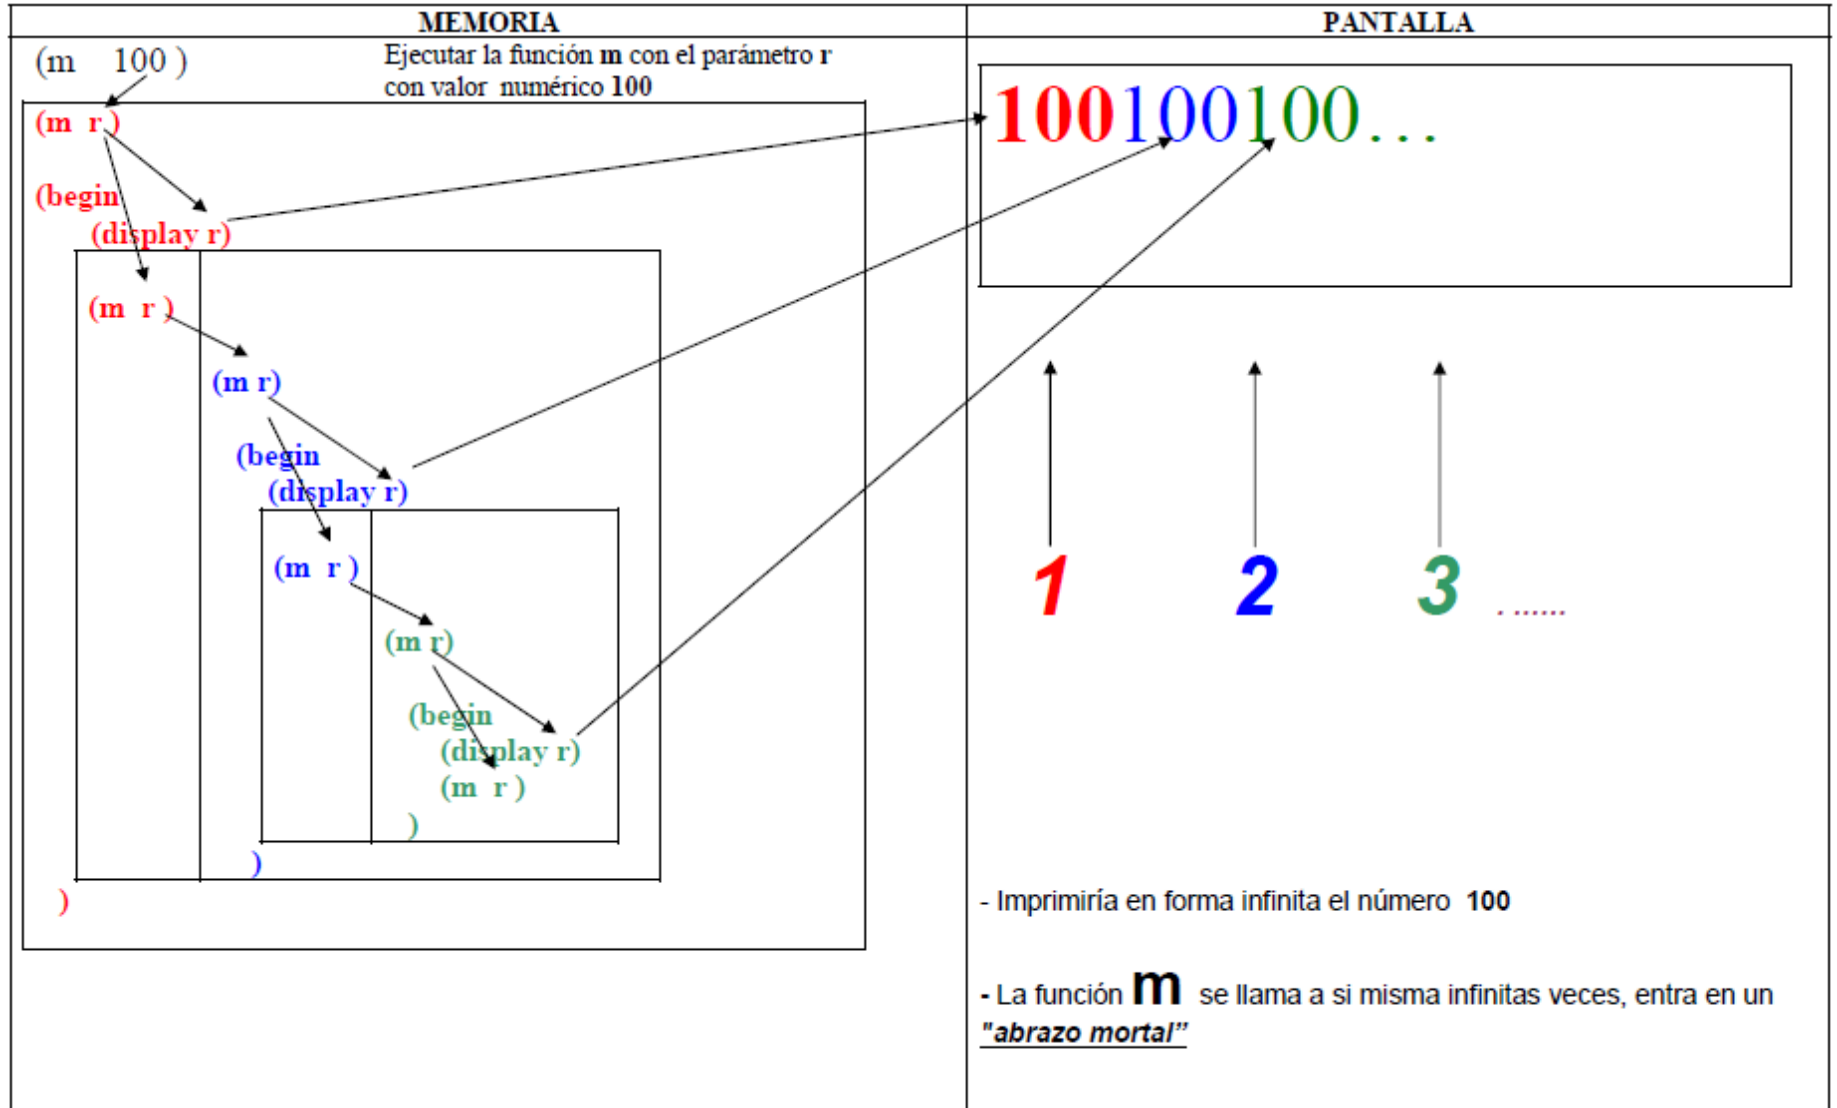 MEMORIA
PANTALLA
(m 100 )
Ejecutar la función m con el parámetro r
con valor numérico 100
(m r )
(begin
(display r)
(m r )
(m r)
(begin
(display r)
(m r )
(m r)
(begin
(display r)
(m r )
)
)
)
100100100...
1 2 3 . ......
- Imprimiría en forma infinita el número 100
- La función m se llama a si misma infinitas veces, entra en un
"abrazo mortal”